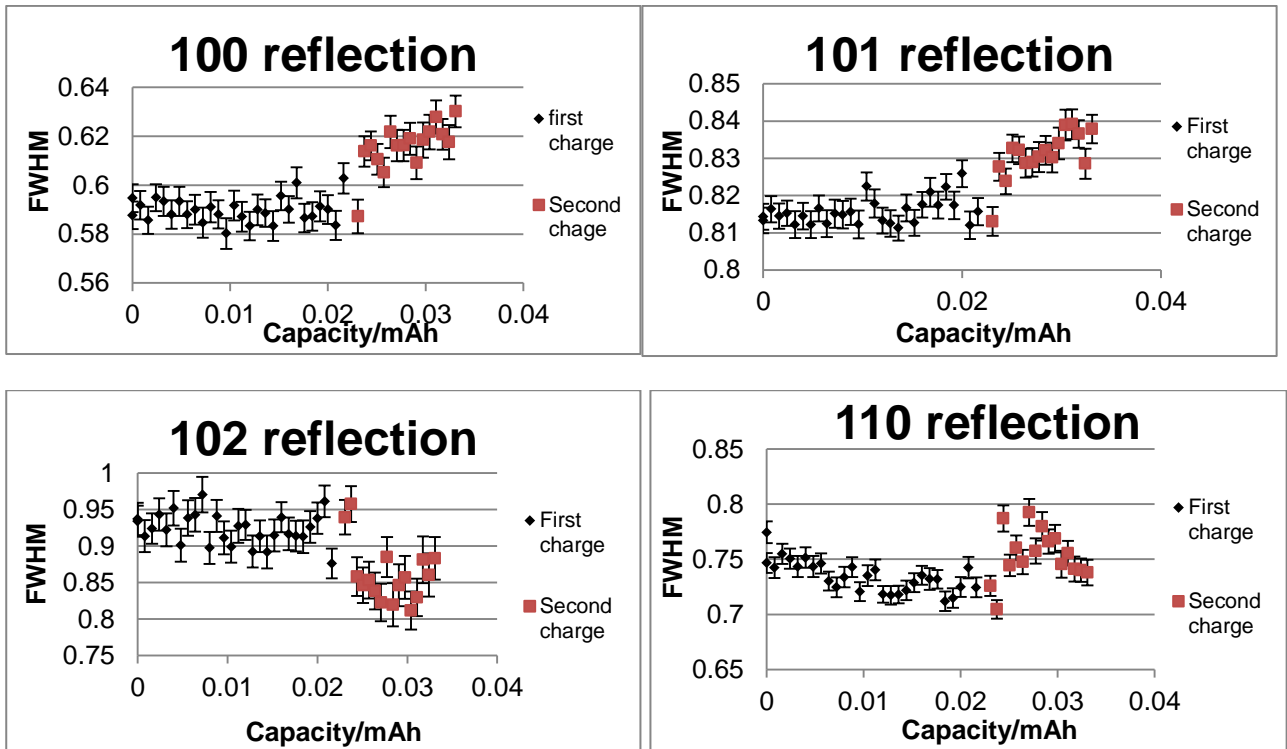 100 reflection
0.64
0.62
0.6
0.58
0.56
FWHM
0
0.01
0.02
0.03
0.04
Capacity/mAh
first
charge
Second
chage
101 reflection
0.85
0.84
0.83
0.82
0.81
0.8
FWHM
0
0.02
0.04
Capacity/mAh
First
charge
Second
charge
102 reflection
1
0.95
0.9
0.85
0.8
0.75
FWHM
0
0.01
0.02
0.03
0.04
Capacity/mAh
First
charge
Second
charge
110 reflection
0.85
0.8
0.75
0.7
0.65
FWHM
0
0.01
0.02
0.03
0.04
Capacity/mAh
First
charge
Second
charge